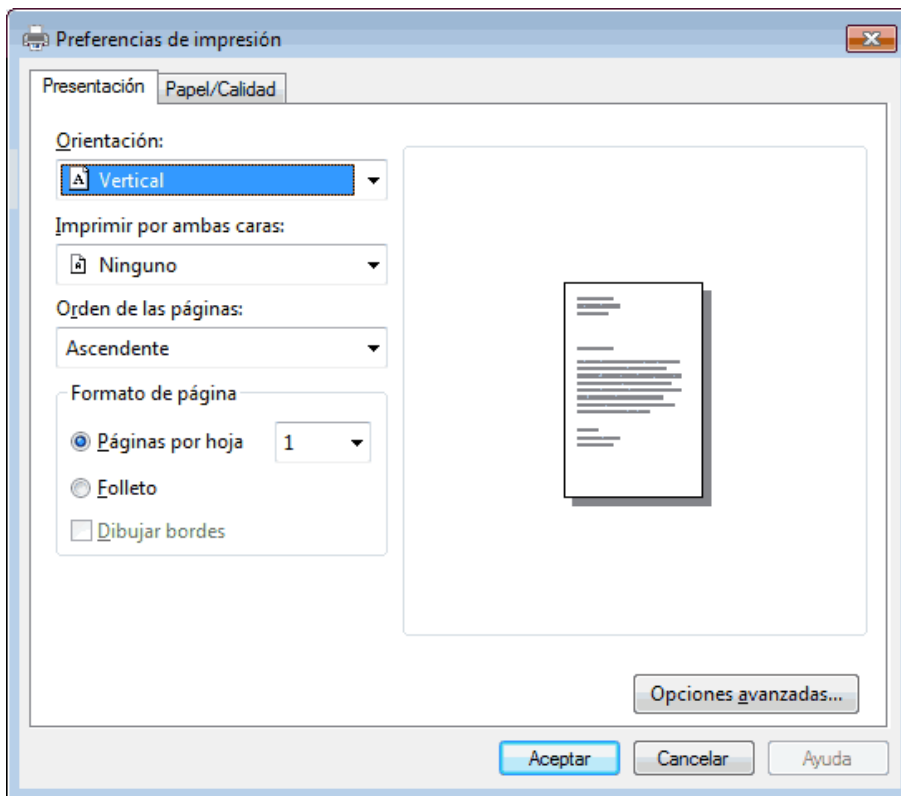 Preferencias de impresión
Presentación
Papel/Calidad
Orientación:
Vertical
Imprimir por ambas caras:
Ninguno
Orden de las páginas:
Ascendente
Formato de página
Páginas por hoja 1
Folleto
Dibujar bordes
Opciones avanzadas...
Aceptar Cancelar Ayuda